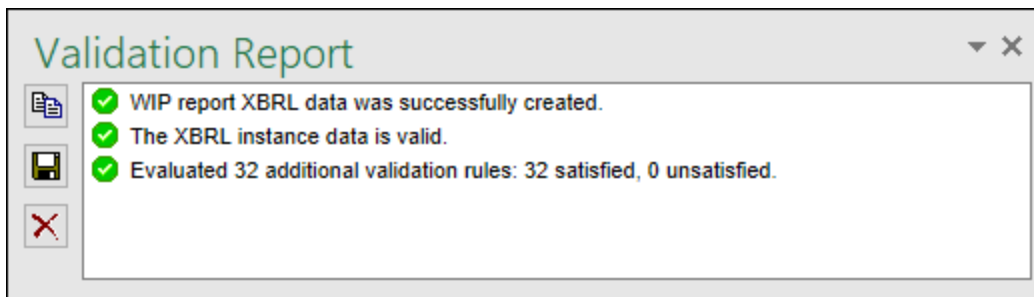 Validation Report
WIP report XBRL data was successfully created.
The XBRL instance data is valid.
Evaluated 32 additional validation rules: 32 satisfied, 0 unsatisfied.